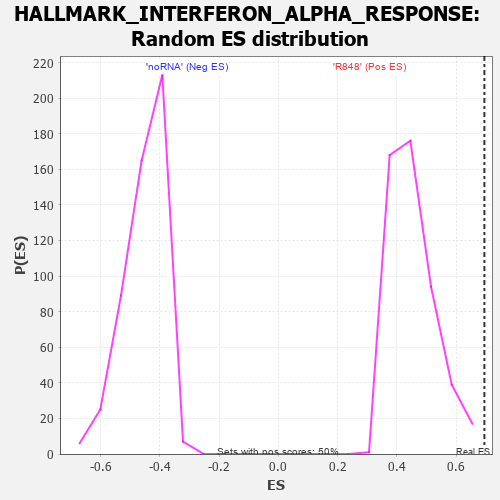 HALLMARK_INTERFERON_ALPHA_RESPONSE:
Random ES distribution
'noRNA' (Neg ES)
'R848' (Pos ES)
P(ES)
220
200
180
160
140
120
100
80
60
40
20
0
Sets with pos scores: 50%
Real ES
-0.6 -0.4 -0.2 0.0 0.2 0.4 0.6
ES